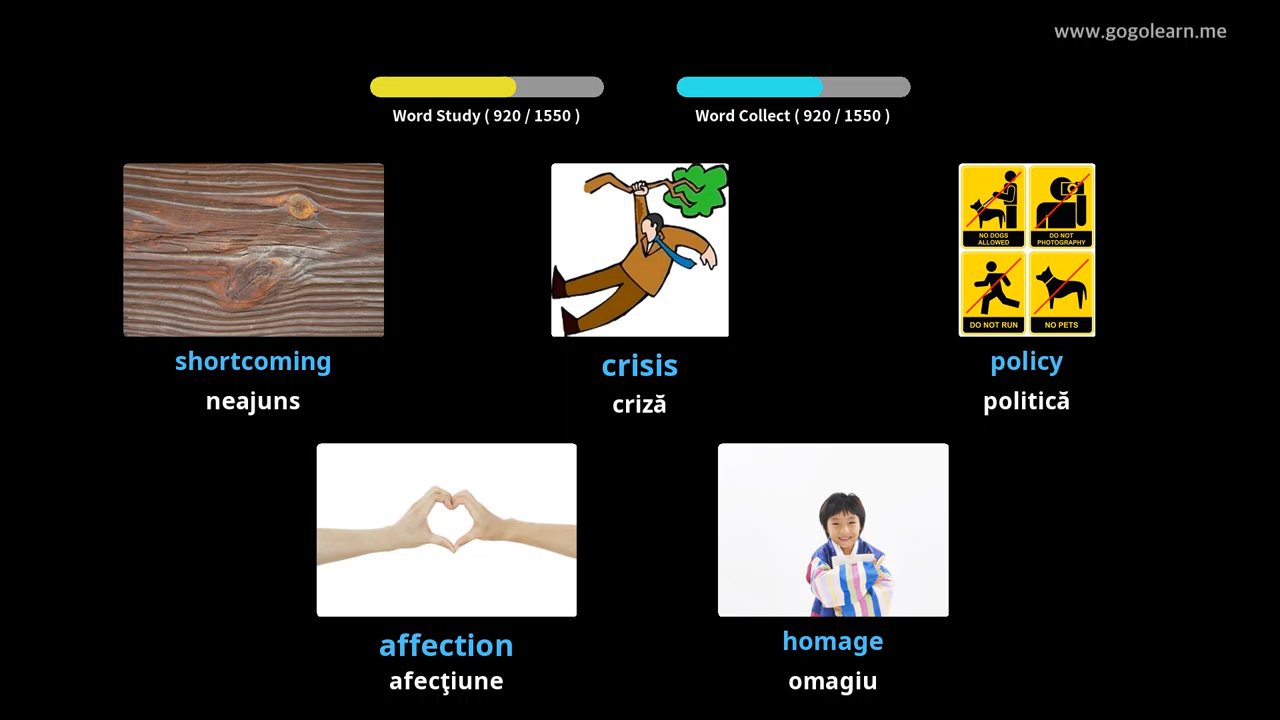 www.gogolearn.me
Word Study ( 920 / 1550 )
Word Collect ( 920 / 1550 )
NO DOGS
ALLOWED
DO NOT
PHOTOGRAPHY
DO NOT RUN
NO PETS
shortcoming
crisis
policy
neajuns
criză
politică
affection
homage
afecţiune
omagiu